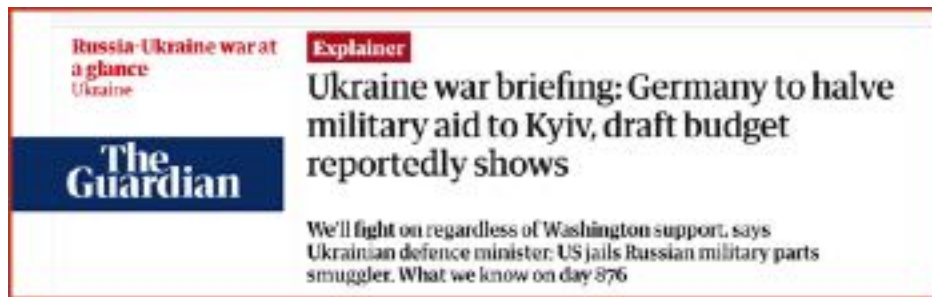 Russia-Ukraine war at
a glance
Ukraine
The
Guardian
Explainer
Ukraine war briefing: Germany to halve
military aid to Kyiv, draft budget
reportedly shows
We'll fight on regardless of Washington support, says
Ukrainian defence minister; US jails Russian military parts
smuggler. What we know on day 876